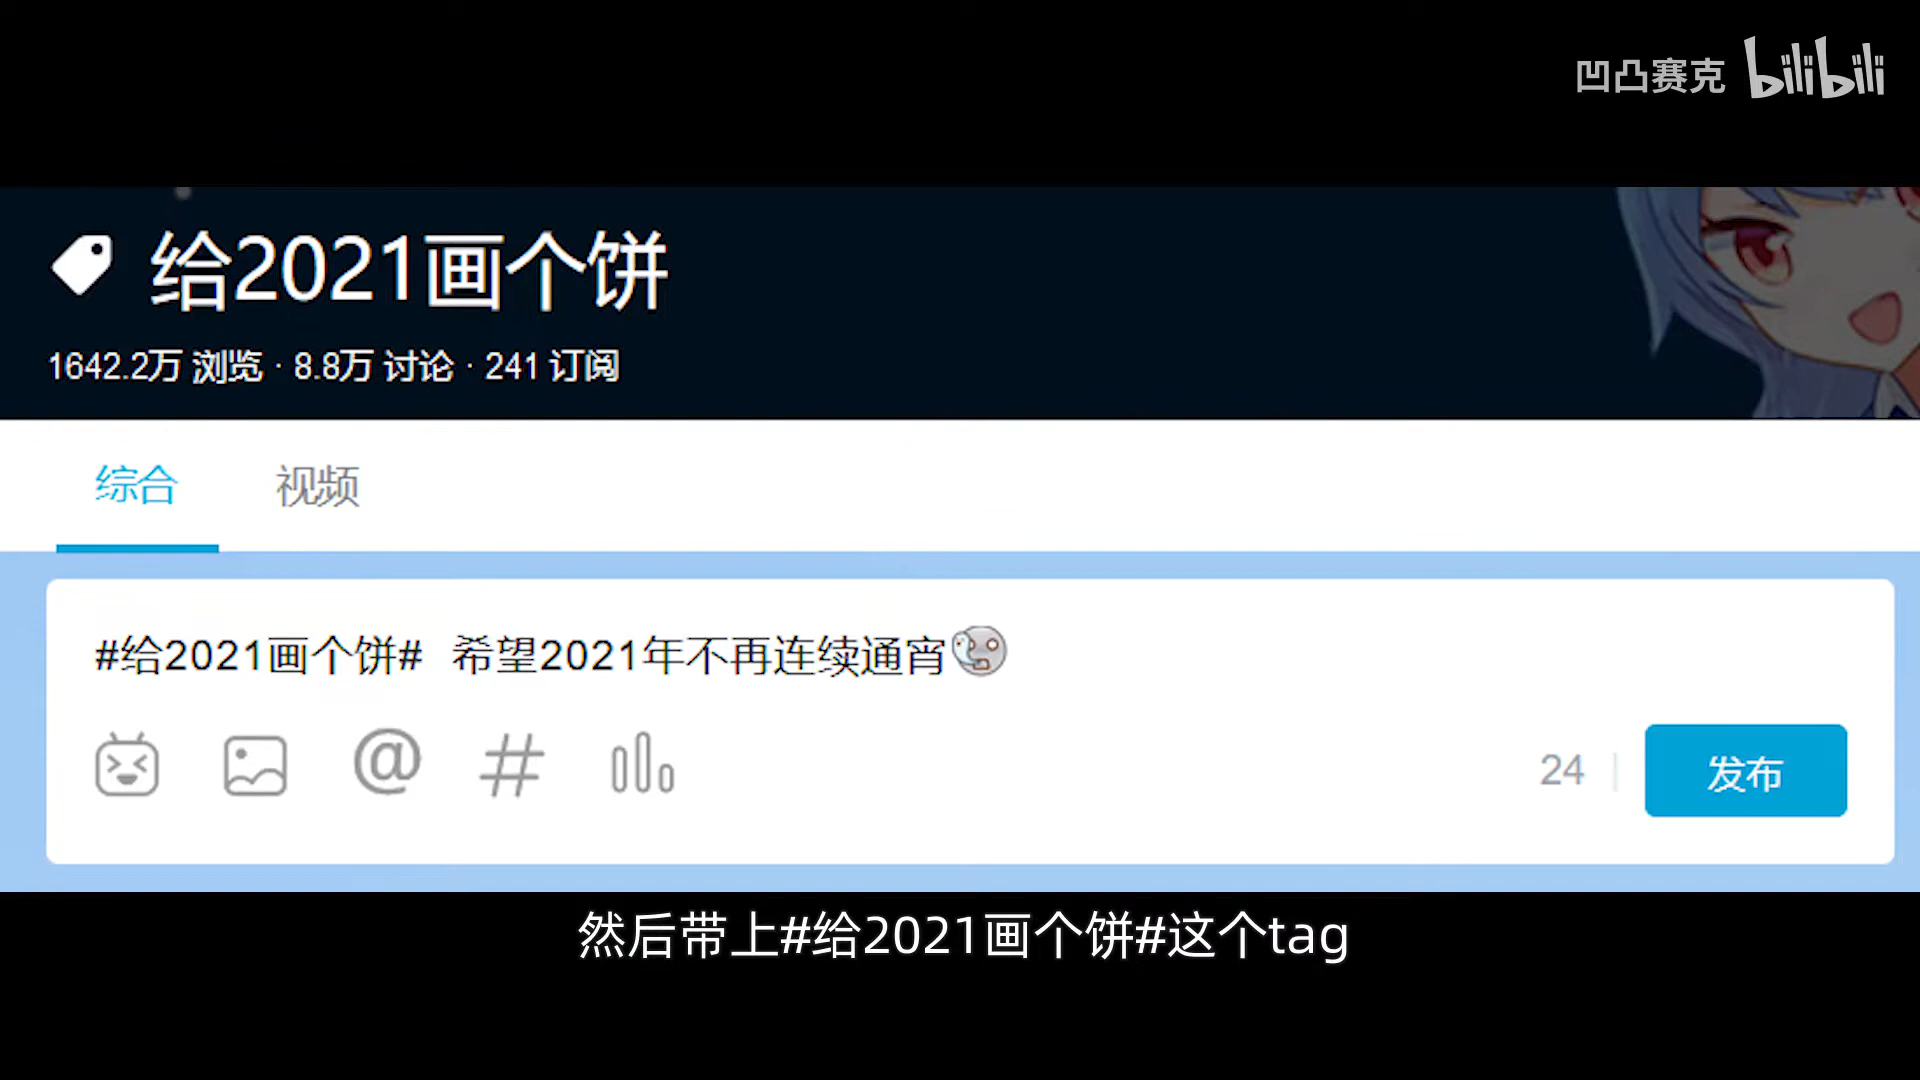 凹凸赛克 bilibili
给2021画个饼
1642.2万 浏览 · 8.8万 讨论 · 241 订阅
综合 视频
#给2021画个饼# 希望2021年不再连续通宵
24 发布
然后带上#给2021画个饼#这个tag